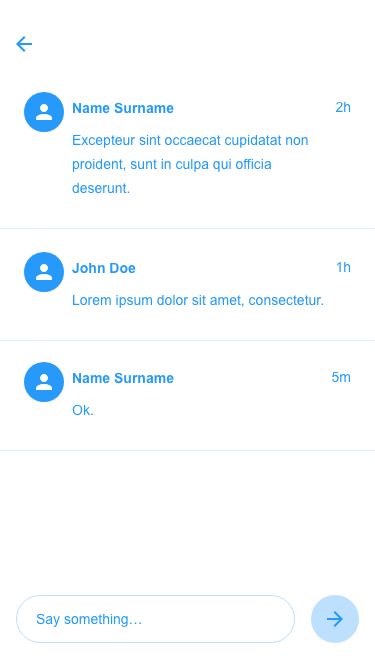 Name Surname 2h
Excepteur sint occaecat cupidatat non
proident, sunt in culpa qui officia
deserunt.
John Doe 1h
Lorem ipsum dolor sit amet, consectetur.
Name Surname 5m
Ok.
Say something…